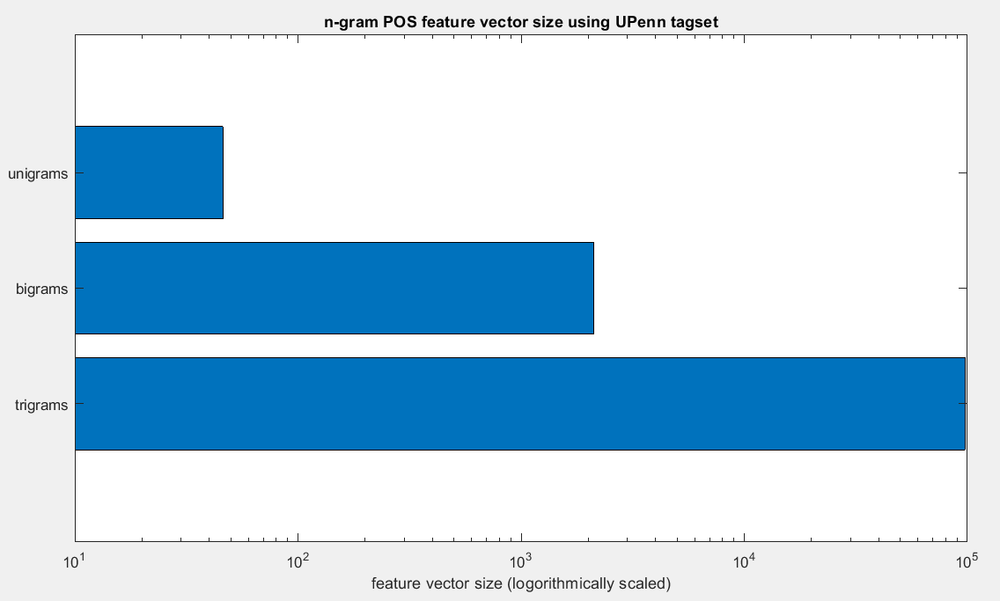 n-gram POS feature vector size using UPenn tagset
unigrams
bigrams
trigrams
10^1 10^2 10^3 10^4 10^5
feature vector size (logorithmically scaled)